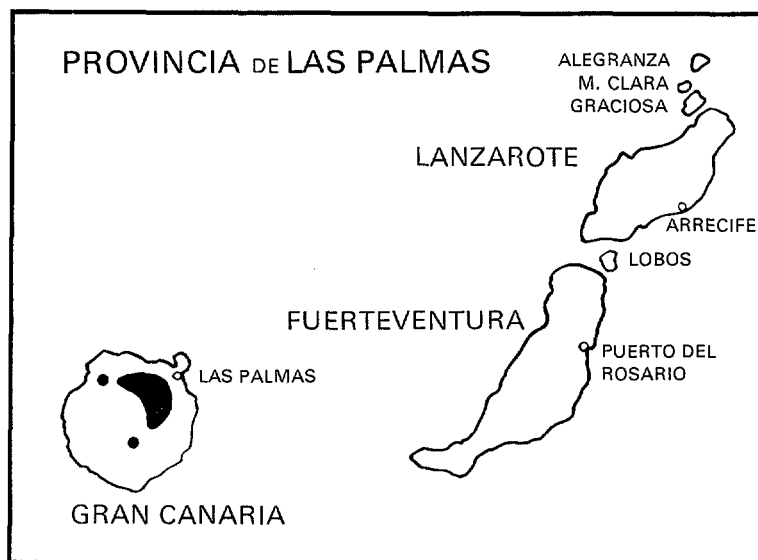 PROVINCIA DE LAS PALMAS
ALEGRANZA
M. CLARA
GRACIOSA
LANZAROTE
ARRECIFE
LOBOS
FUERTEVENTURA
PUERTO DEL
ROSARIO
LAS PALMAS
GRAN CANARIA